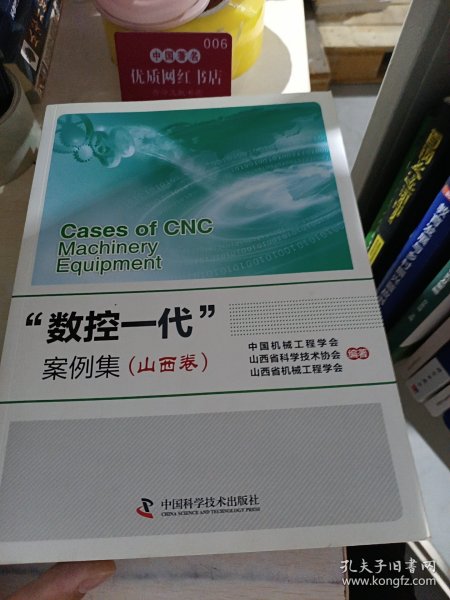 006
中国著名
优质网红书店
Cases of CNC
Machinery
Equipment
“数控一代”
案例集(山西卷)
中国机械工程学会
山西省科学技术协会
山西省机械工程学会
编著
中国科学技术出版社
CHINA SCIENCE AND TECHNOLOGY PRESS
孔夫子旧书网
www.kongfz.com